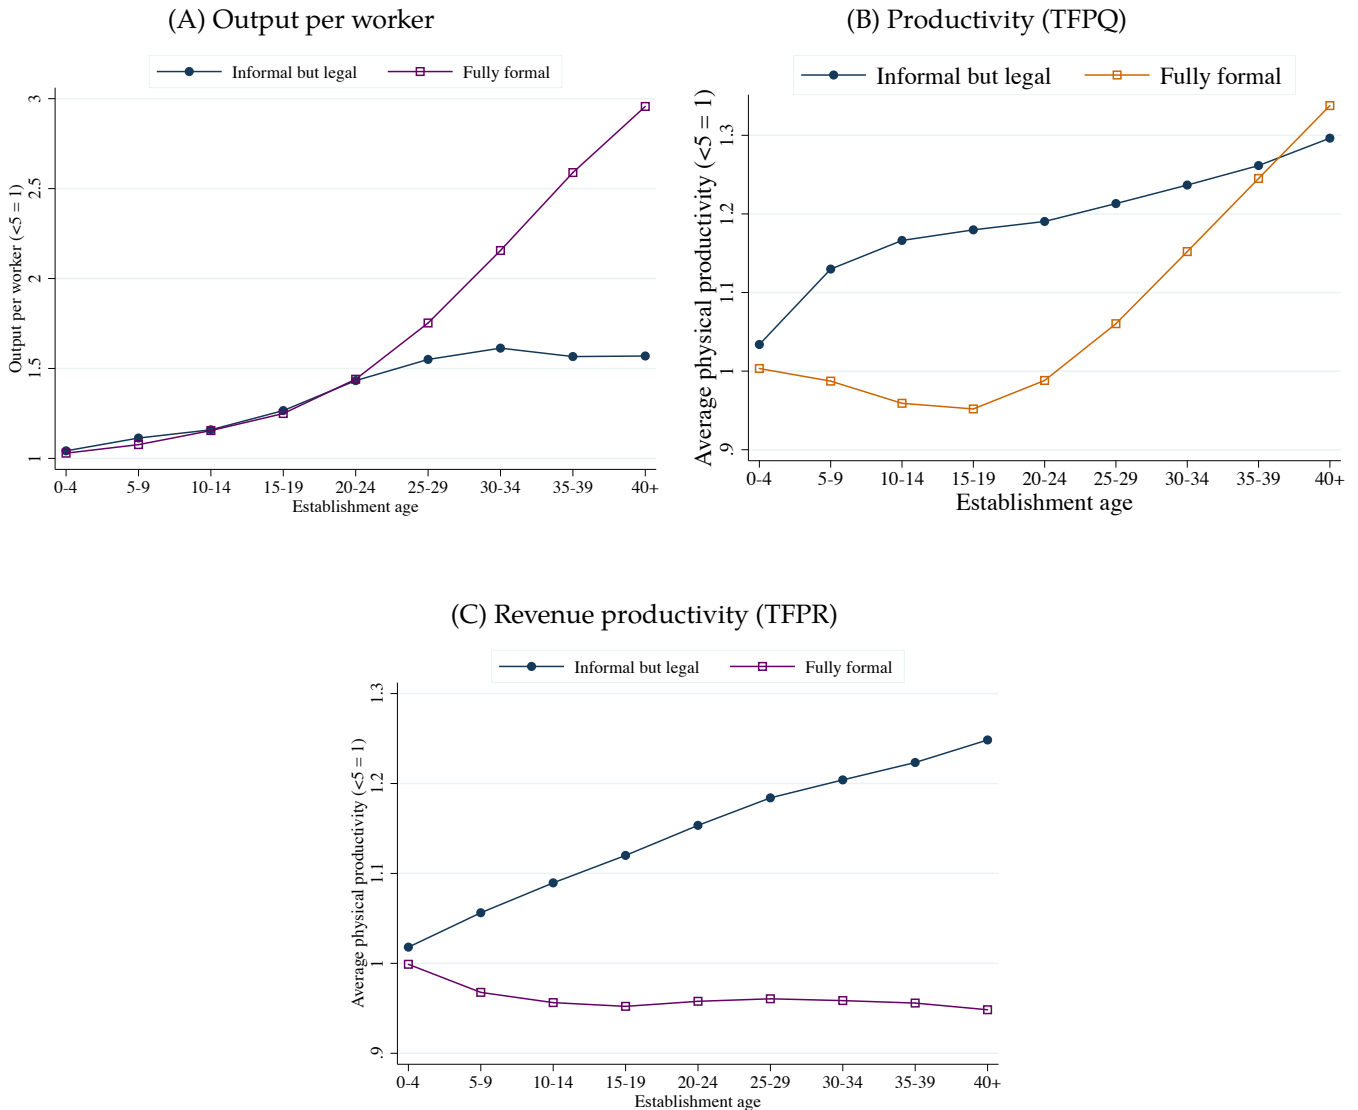 (A) Output per worker
Informal but legal
Fully formal
Output per worker (<5 = 1)
3
2.5
2
1.5
1
0-4 5-9 10-14 15-19 20-24 25-29 30-34 35-39 40+
Establishment age
(B) Productivity (TFPQ)
Informal but legal
Fully formal
Average physical productivity (<5 = 1)
1.3
1.2
1.1
1
.9
0-4 5-9 10-14 15-19 20-24 25-29 30-34 35-39 40+
Establishment age
(C) Revenue productivity (TFPR)
Informal but legal
Fully formal
Average physical productivity (<5 = 1)
1.3
1.2
1.1
1
.9
0-4 5-9 10-14 15-19 20-24 25-29 30-34 35-39 40+
Establishment age